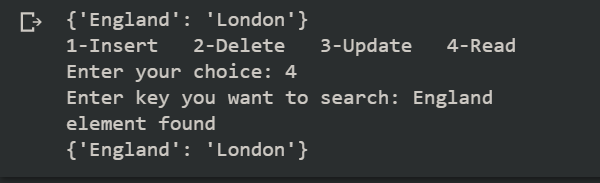 {'England': 'London'}
1-Insert   2-Delete   3-Update   4-Read
Enter your choice: 4
Enter key you want to search: England
element found
{'England': 'London'}